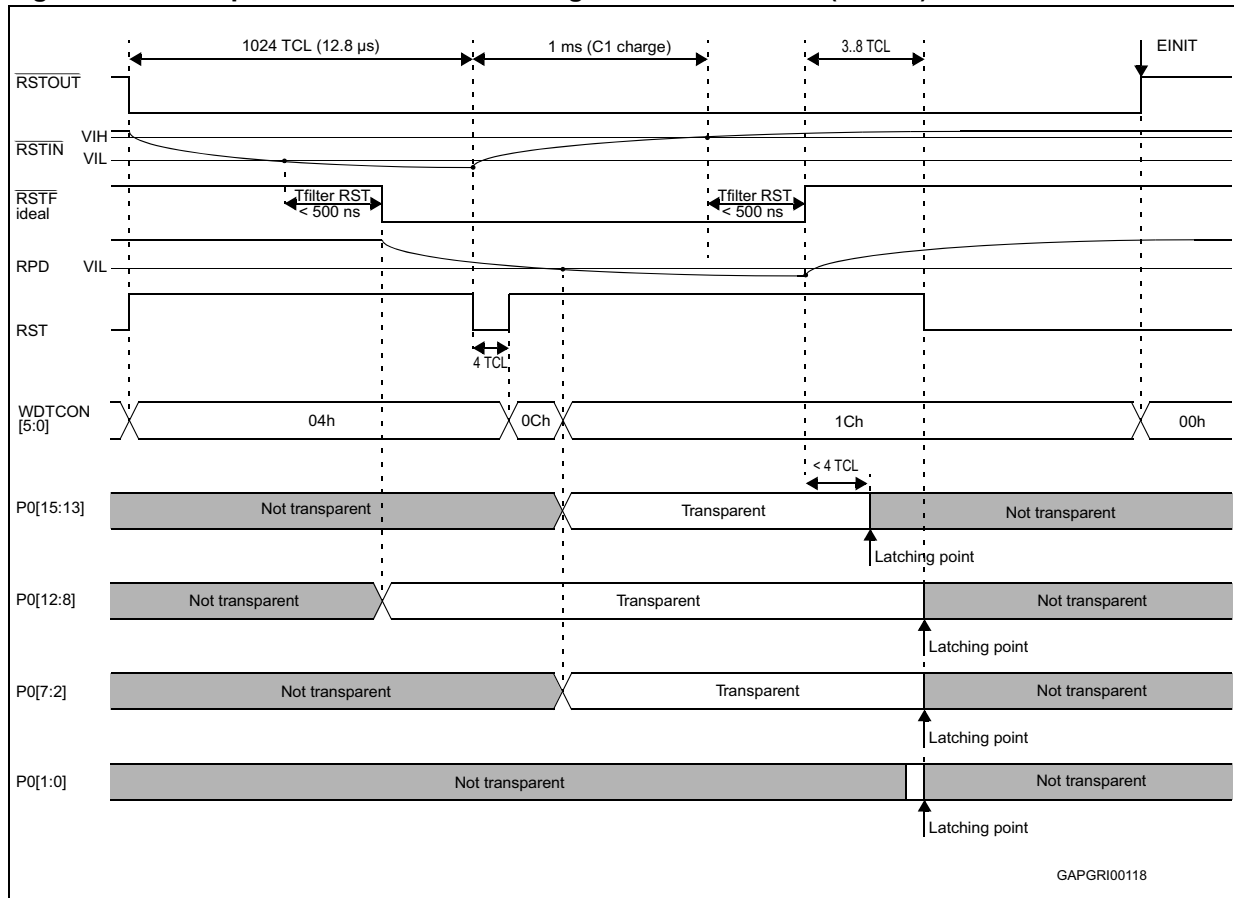 1024 TCL (12.8 µs)
1 ms (C1 charge)
3..8 TCL
EINIT
RSTOUT
RSTIN
VIH
VIL
RSTF
ideal
Tfilter RST
< 500 ns
Tfilter RST
< 500 ns
RPD
VIL
RST
4 TCL
WDTCON
[5:0]
04h
0Ch
1Ch
00h
< 4 TCL
P0[15:13]
Not transparent
Transparent
Not transparent
Latching point
P0[12:8]
Not transparent
Transparent
Not transparent
Latching point
P0[7:2]
Not transparent
Transparent
Not transparent
Latching point
P0[1:0]
Not transparent
Not transparent
Latching point
GAPGRI00118